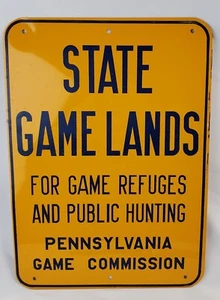 STATE
GAME LANDS
FOR GAME REFUGES
AND PUBLIC HUNTING
PENNSYLVANIA
GAME COMMISSION